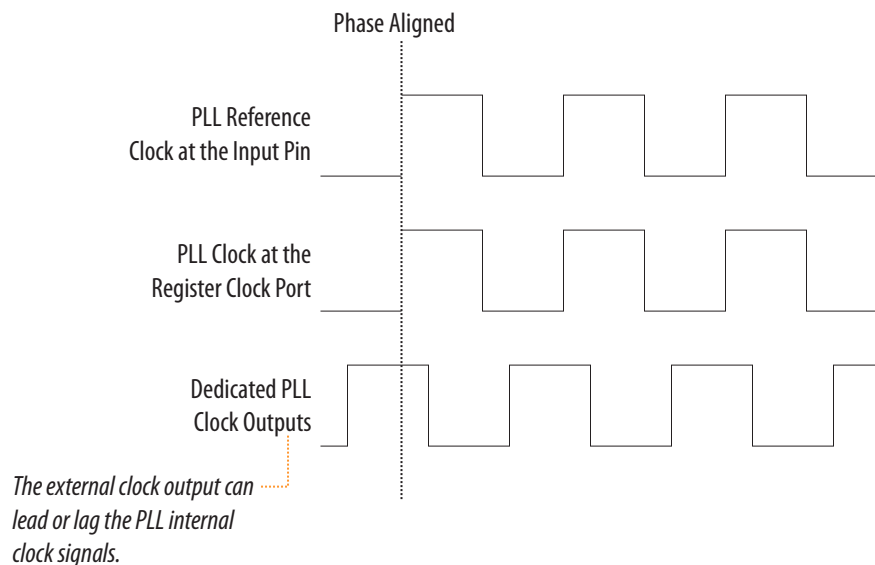 Phase Aligned
PLL Reference
Clock at the Input Pin
PLL Clock at the
Register Clock Port
Dedicated PLL
Clock Outputs
The external clock output can
lead or lag the PLL internal
clock signals.